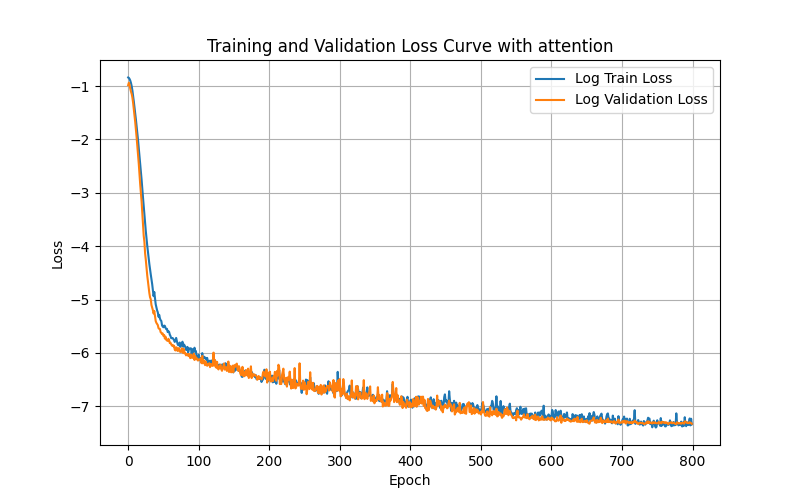 Training and Validation Loss Curve with attention
Log Train Loss
Log Validation Loss
−1
−2
−3
−4
−5
−6
−7
Loss
0 100 200 300 400 500 600 700 800
Epoch